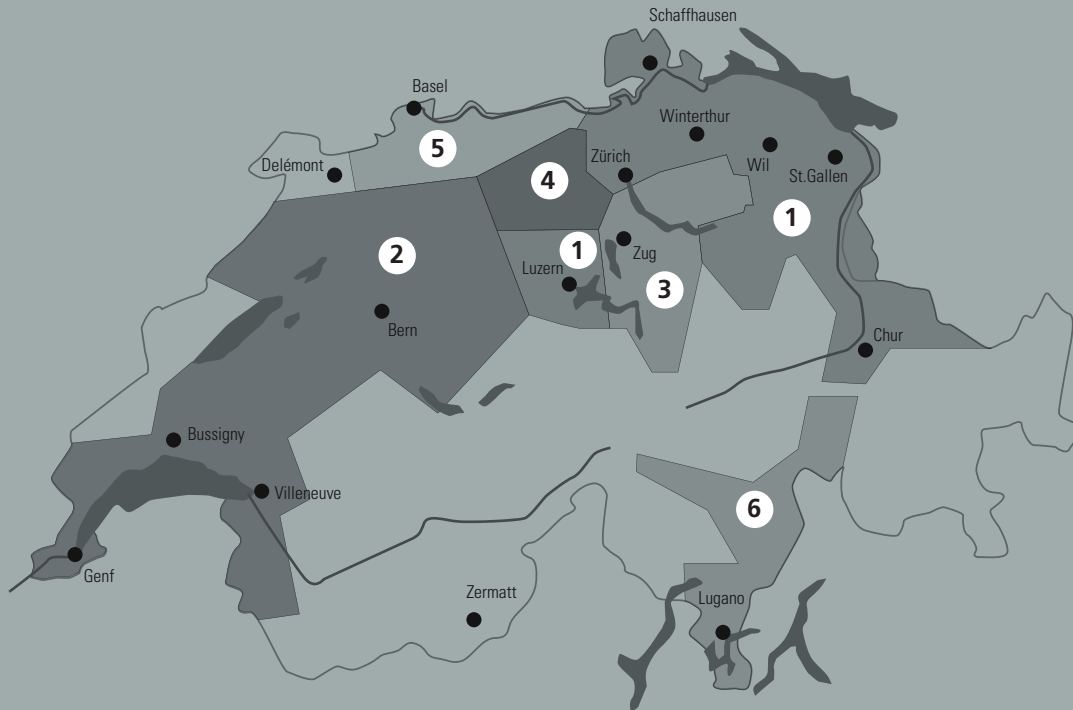 Schaffhausen
Basel
Winterthur
5
Zürich
Delémont
Wil
4
St.Gallen
1
2
1
Zug
Luzern
3
Bern
Chur
Bussigny
Villeneuve
6
Genf
Zermatt
Lugano